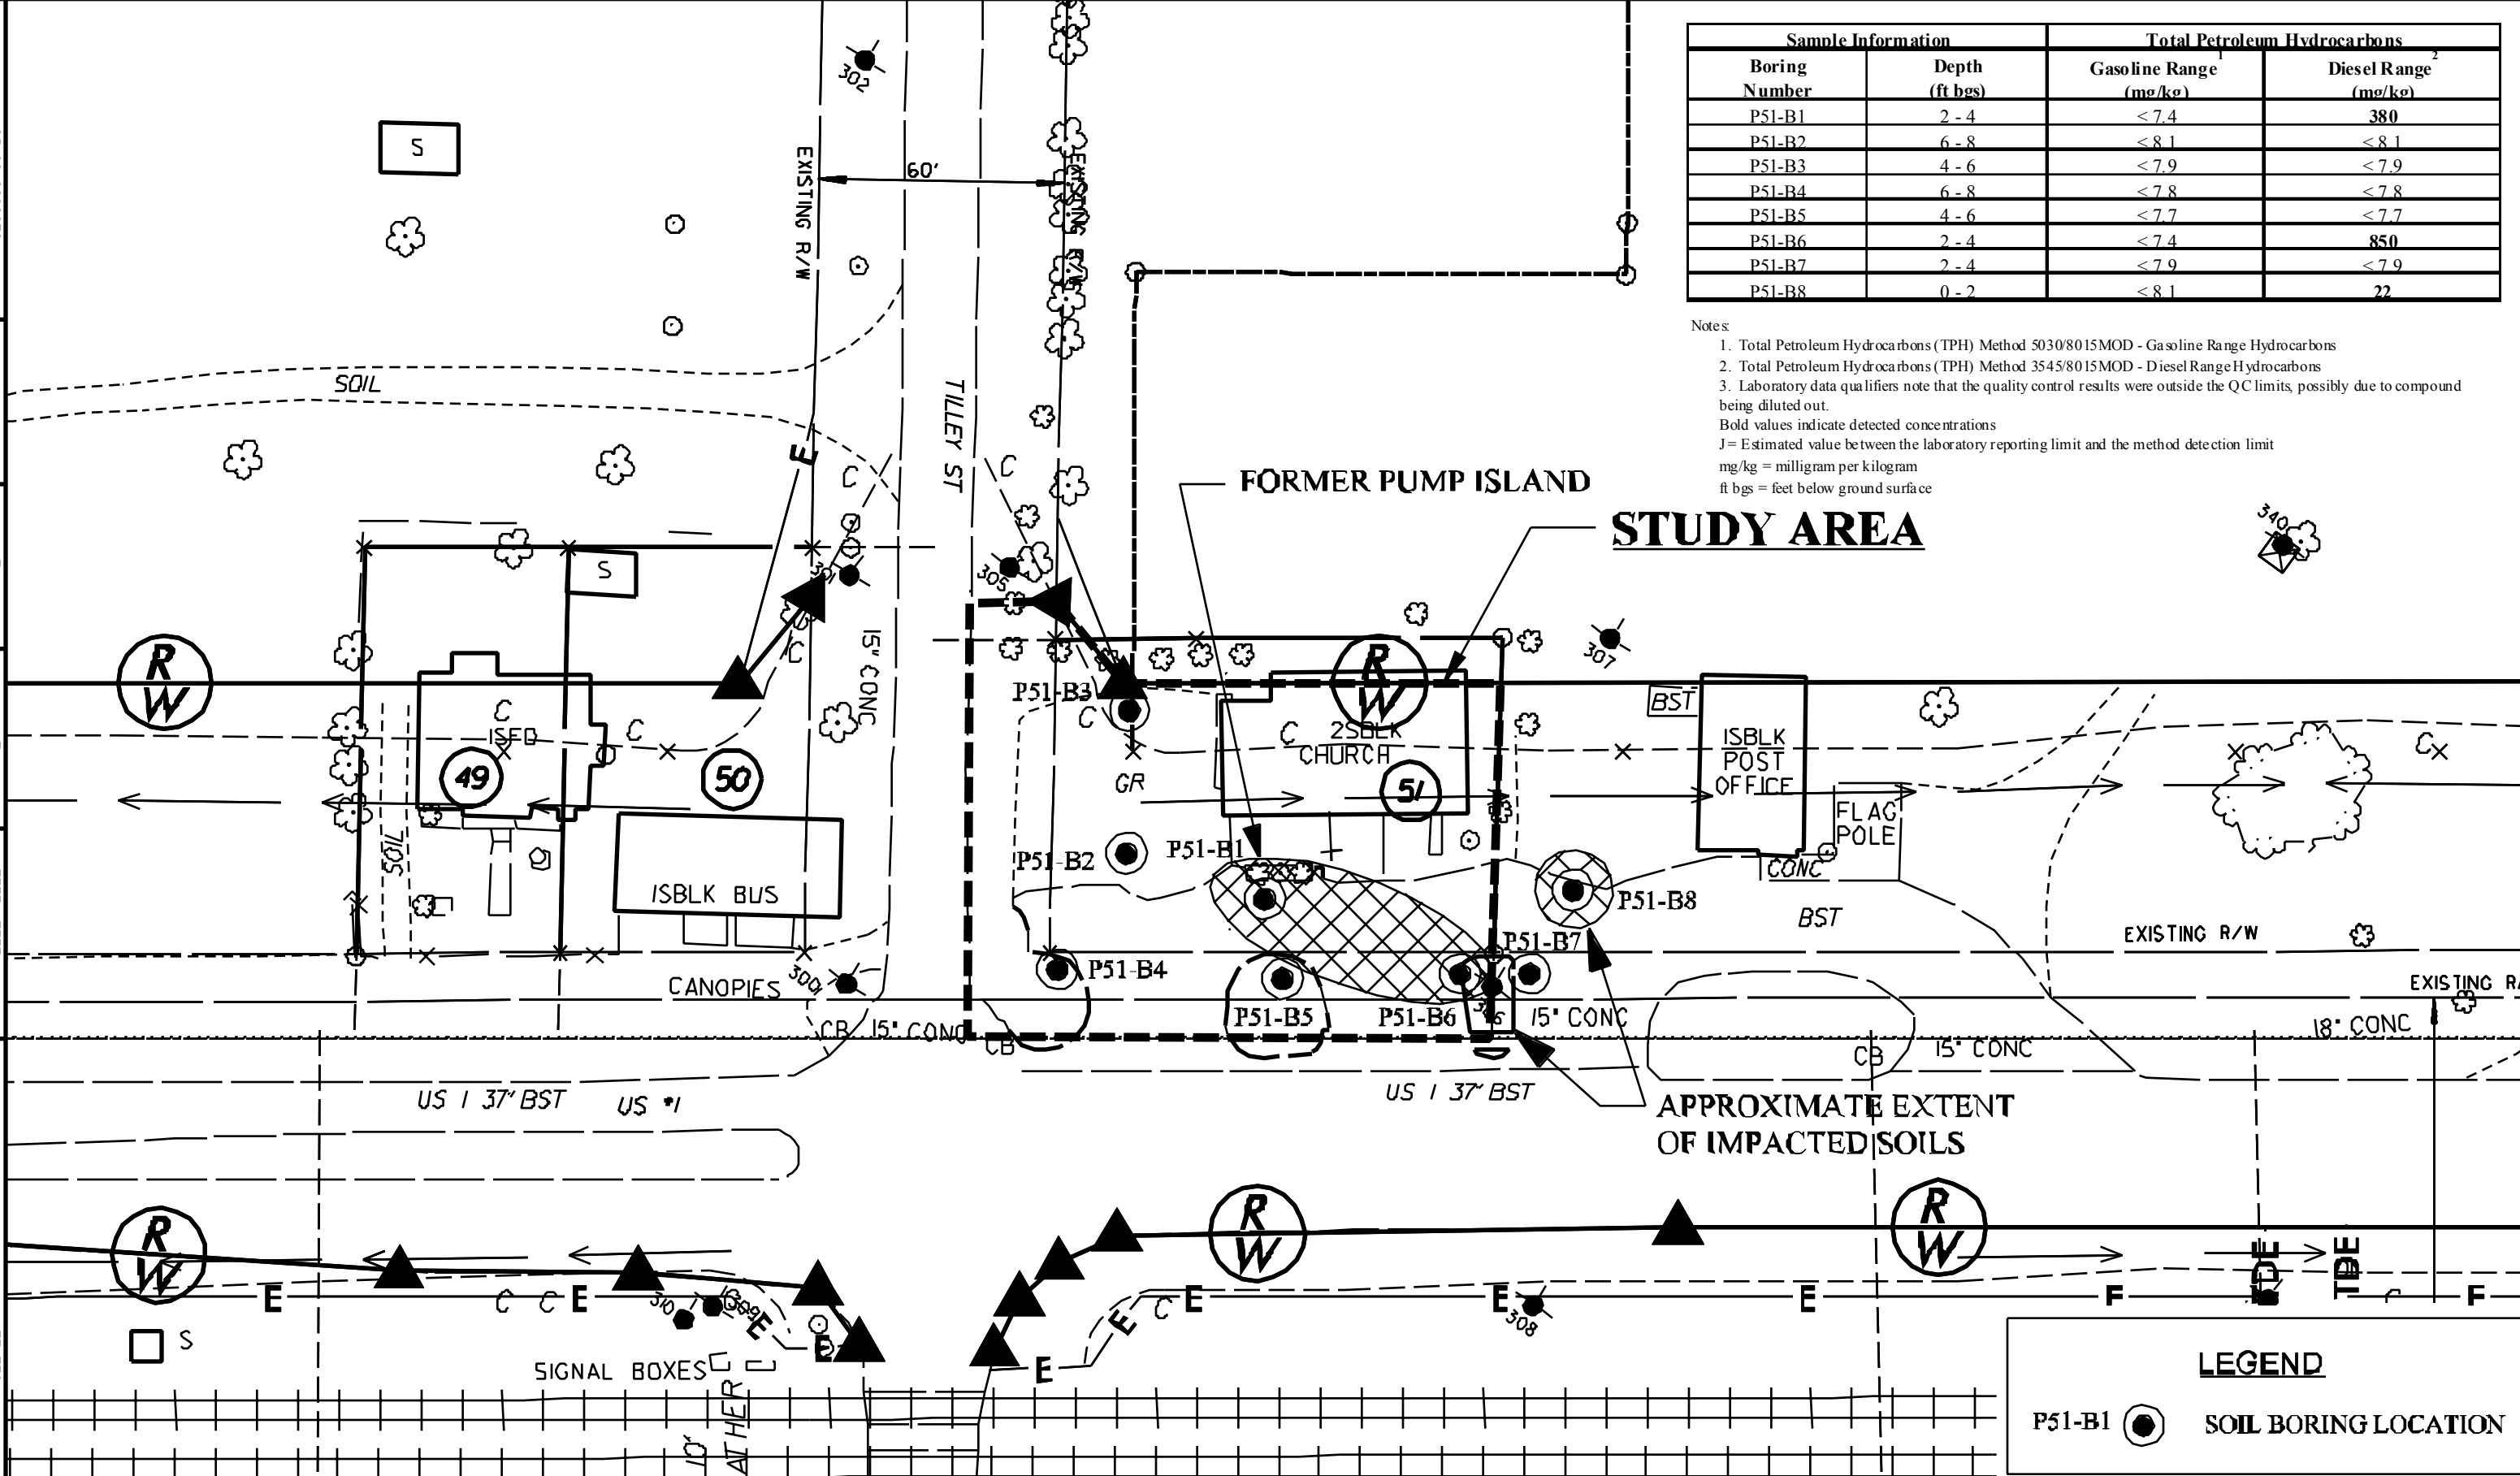 Sample Information Total Petroleum Hydrocarbons
Boring Depth Gasoline Range 1 Diesel Range 2
Number (ft bgs) (mg/kg) (mg/kg)
P51-B1 2 - 4 < 7.4 380
P51-B2 6 - 8 < 8.1 < 8.1
P51-B3 4 - 6 < 7.9 < 7.9
P51-B4 6 - 8 < 7.8 < 7.8
P51-B5 4 - 6 < 7.7 < 7.7
P51-B6 2 - 4 < 7.4 850
P51-B7 2 - 4 < 7.9 < 7.9
P51-B8 0 - 2 < 8.1 22
Notes:
1. Total Petroleum Hydrocarbons (TPH) Method 5030/8015MOD - Gasoline Range Hydrocarbons
2. Total Petroleum Hydrocarbons (TPH) Method 3545/8015MOD - Diesel Range Hydrocarbons
3. Laboratory data qualifiers note that the quality control results were outside the QC limits, possibly due to compound
being diluted out.
Bold values indicate detected concentrations
J = Estimated value between the laboratory reporting limit and the method detection limit
mg/kg = milligram per kilogram
ft bgs = feet below ground surface
302
S
60'
EXISTING R/W
EXISTING R/W
SOIL
TILLEY ST
E
C
C
FORMER PUMP ISLAND
STUDY AREA
340
S
301
305
307
15" CONC
C
R
W
R
W
P51-B3
C
BST
C
1SFD
C
49
50
C
2SBLK
CHURCH
51
GR
1SBLK
POST
OFFICE
FLAG
POLE
C
SOIL
P51-B2
P51-B1
CONC
1SBLK BUS
P51-B8
BST
EXISTING R/W
P51-B7
P51-B4
CANOPIES
300
EXISTING R/
CB
15" CONC
CB
P51-B5
P51-B6
15" CONC
CB
15" CONC
18" CONC
US 1 37' BST
US #1
US 1 37' BST
APPROXIMATE EXTENT
OF IMPACTED SOILS
R
W
R
W
R
W
E
C
C
E
310
309
E
E
E
E
C
E
E
308
E
TDE
S
SIGNAL BOXES
10'
LEGEND
P51-B1
SOIL BORING LOCATION